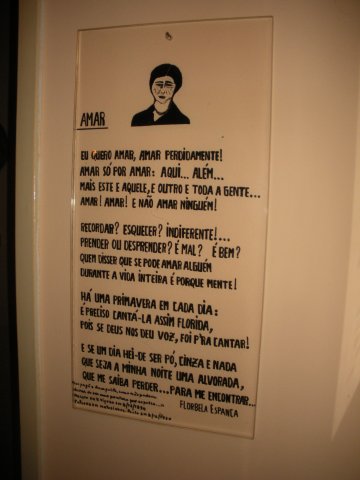 AMAR
EU QUERO AMAR, AMAR PERDIDAMENTE!
AMAR SÓ POR AMAR: AQUI... ALÉM...
MAIS ESTE E AQUELE, E OUTRO E TODA A GENTE...
AMAR! AMAR! E NÃO AMAR NINGUÉM!
RECORDAR? ESQUECER? INDIFERENTE!...
PRENDER OU DESPRENDER? É MAL? É BEM?
QUEM DISSER QUE SE PODE AMAR ALGUÉM
DURANTE A VIDA INTEIRA É PORQUE MENTE!
HÁ UMA PRIMAVERA EM CADA DIA:
É PRECISO CANTÁ-LA ASSIM FLORIDA,
POIS SE DEUS NOS DEU VOZ, FOI P'RA CANTAR!
E SE UM DIA HEI-DE SER PÓ, CINZA E NADA
QUE SEJA A MINHA NOITE UMA ALVORADA,
QUE ME SAIBA PERDER... PARA ME ENCONTRAR...
FLORBELA ESPANCA